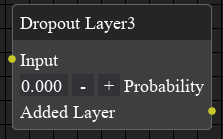 Dropout Layer3
Input
0.000 - + Probability
Added Layer